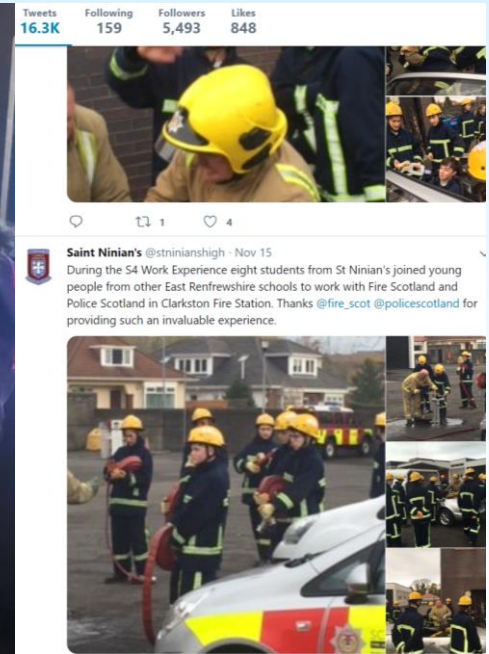 Tweets Following Followers Likes
16.3K 159 5,493 848
1 4
Saint Ninian's @stninianshigh · Nov 15
During the S4 Work Experience eight students from St Ninian's joined young
people from other East Renfrewshire schools to work with Fire Scotland and
Police Scotland in Clarkston Fire Station. Thanks @fire_scot @policescotland for
providing such an invaluable experience.